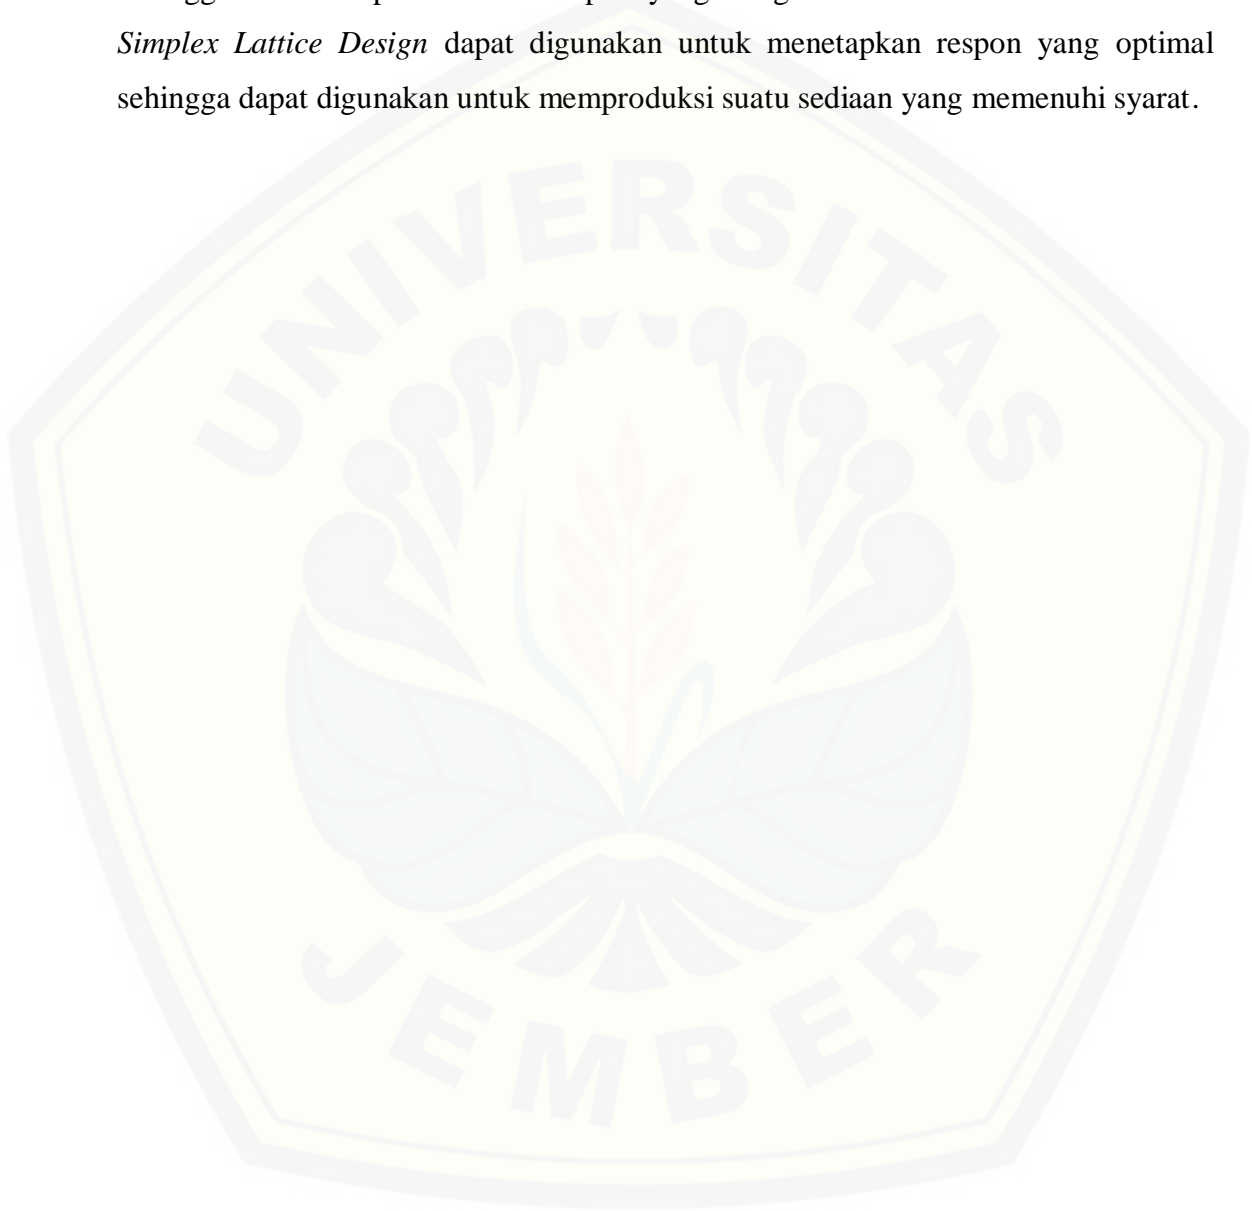 Simplex Lattice Design dapat digunakan untuk menetapkan respon yang optimal
sehingga dapat digunakan untuk memproduksi suatu sediaan yang memenuhi syarat.
UNIVERSITAS
JEMBER